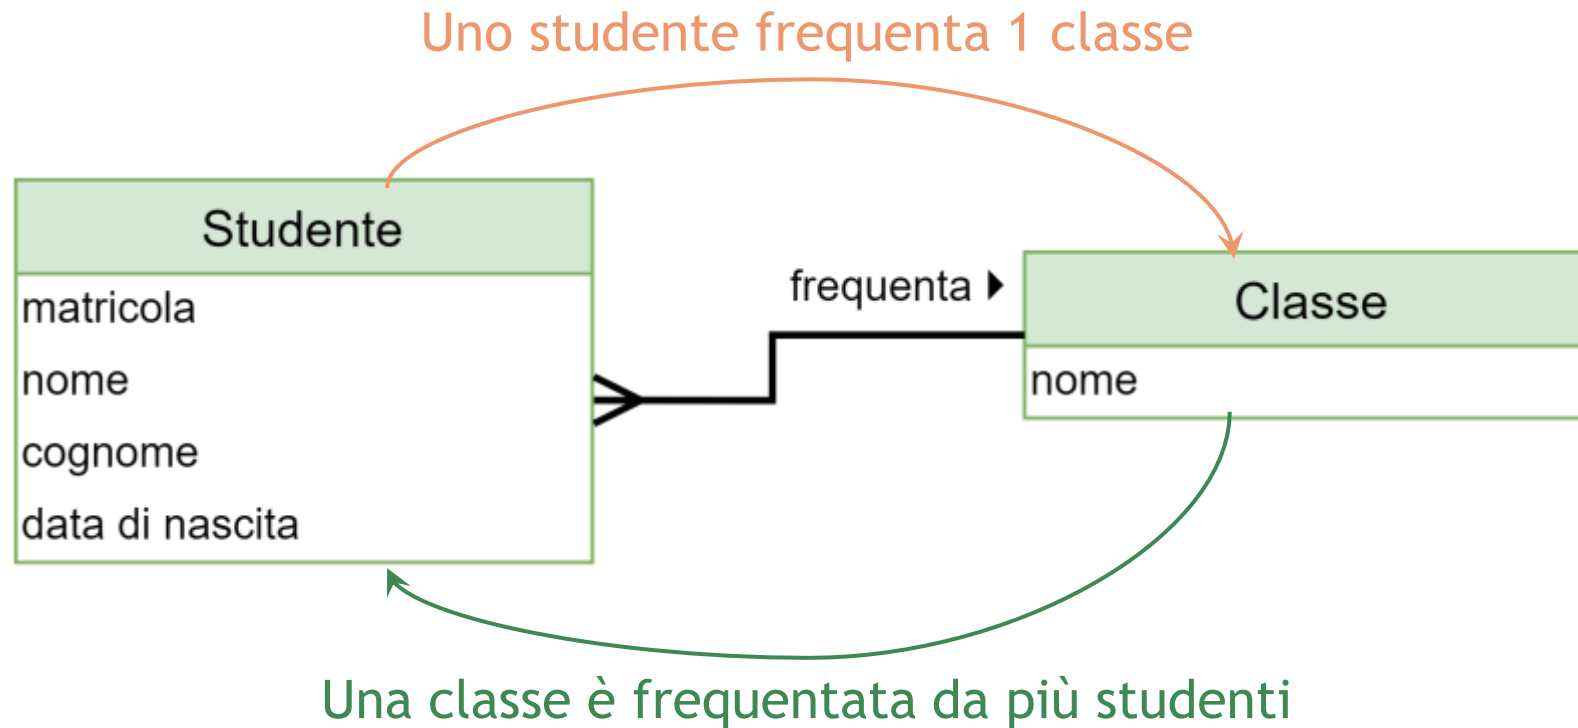 Uno studente frequenta 1 classe
Studente
matricola
nome
cognome
data di nascita
frequenta
Classe
nome
Una classe è frequentata da più studenti